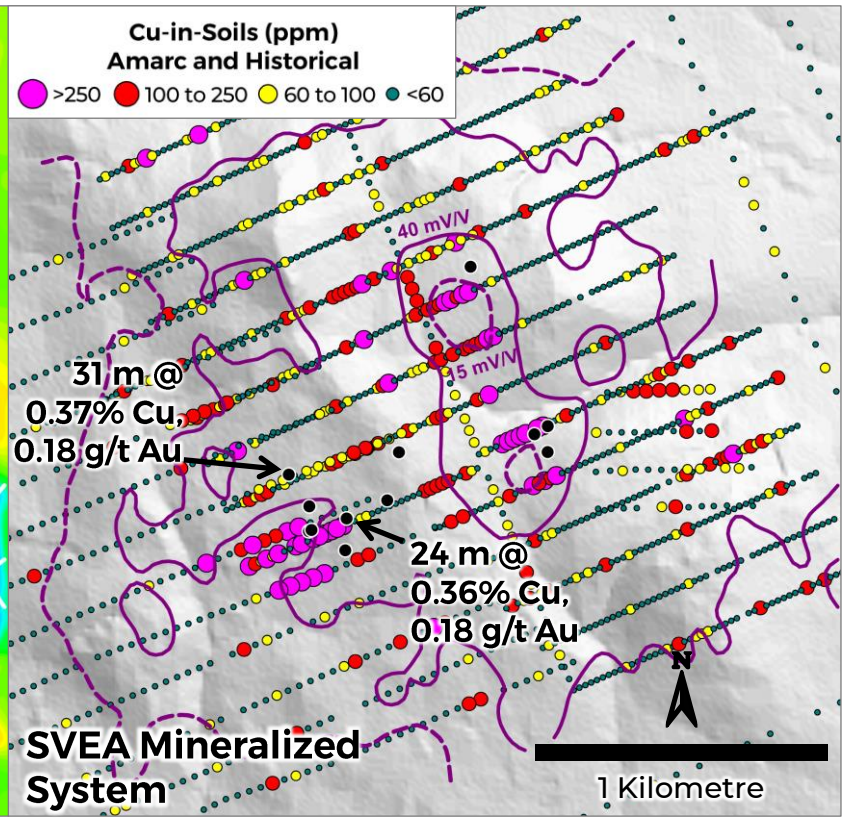 Cu-in-Soils (ppm)
Amarc and Historical
>250 100 to 250 60 to 100 <60
40 mV/V
15 mV/V
31 m @
0.37% Cu,
0.18 g/t Au
24 m @
0.36% Cu,
0.18 g/t Au
N
SVEA Mineralized
System
1 Kilometre